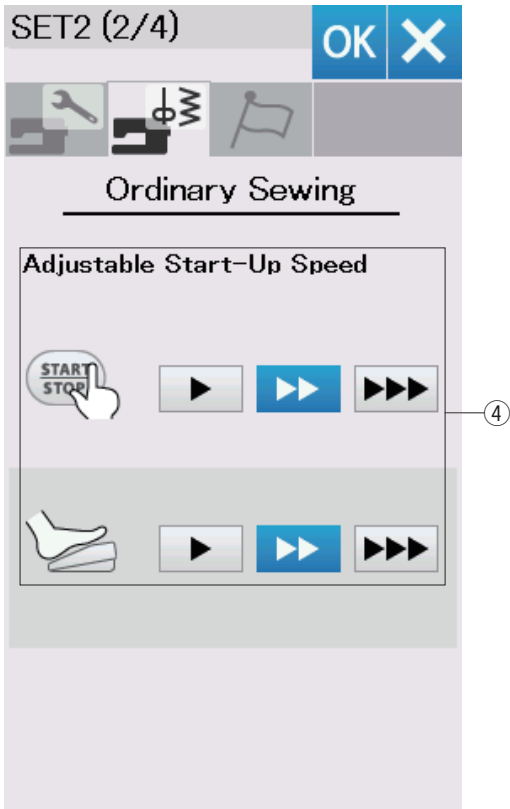 SET2 (2/4)
OK
Ordinary Sewing
Adjustable Start-Up Speed
START
STOP
④